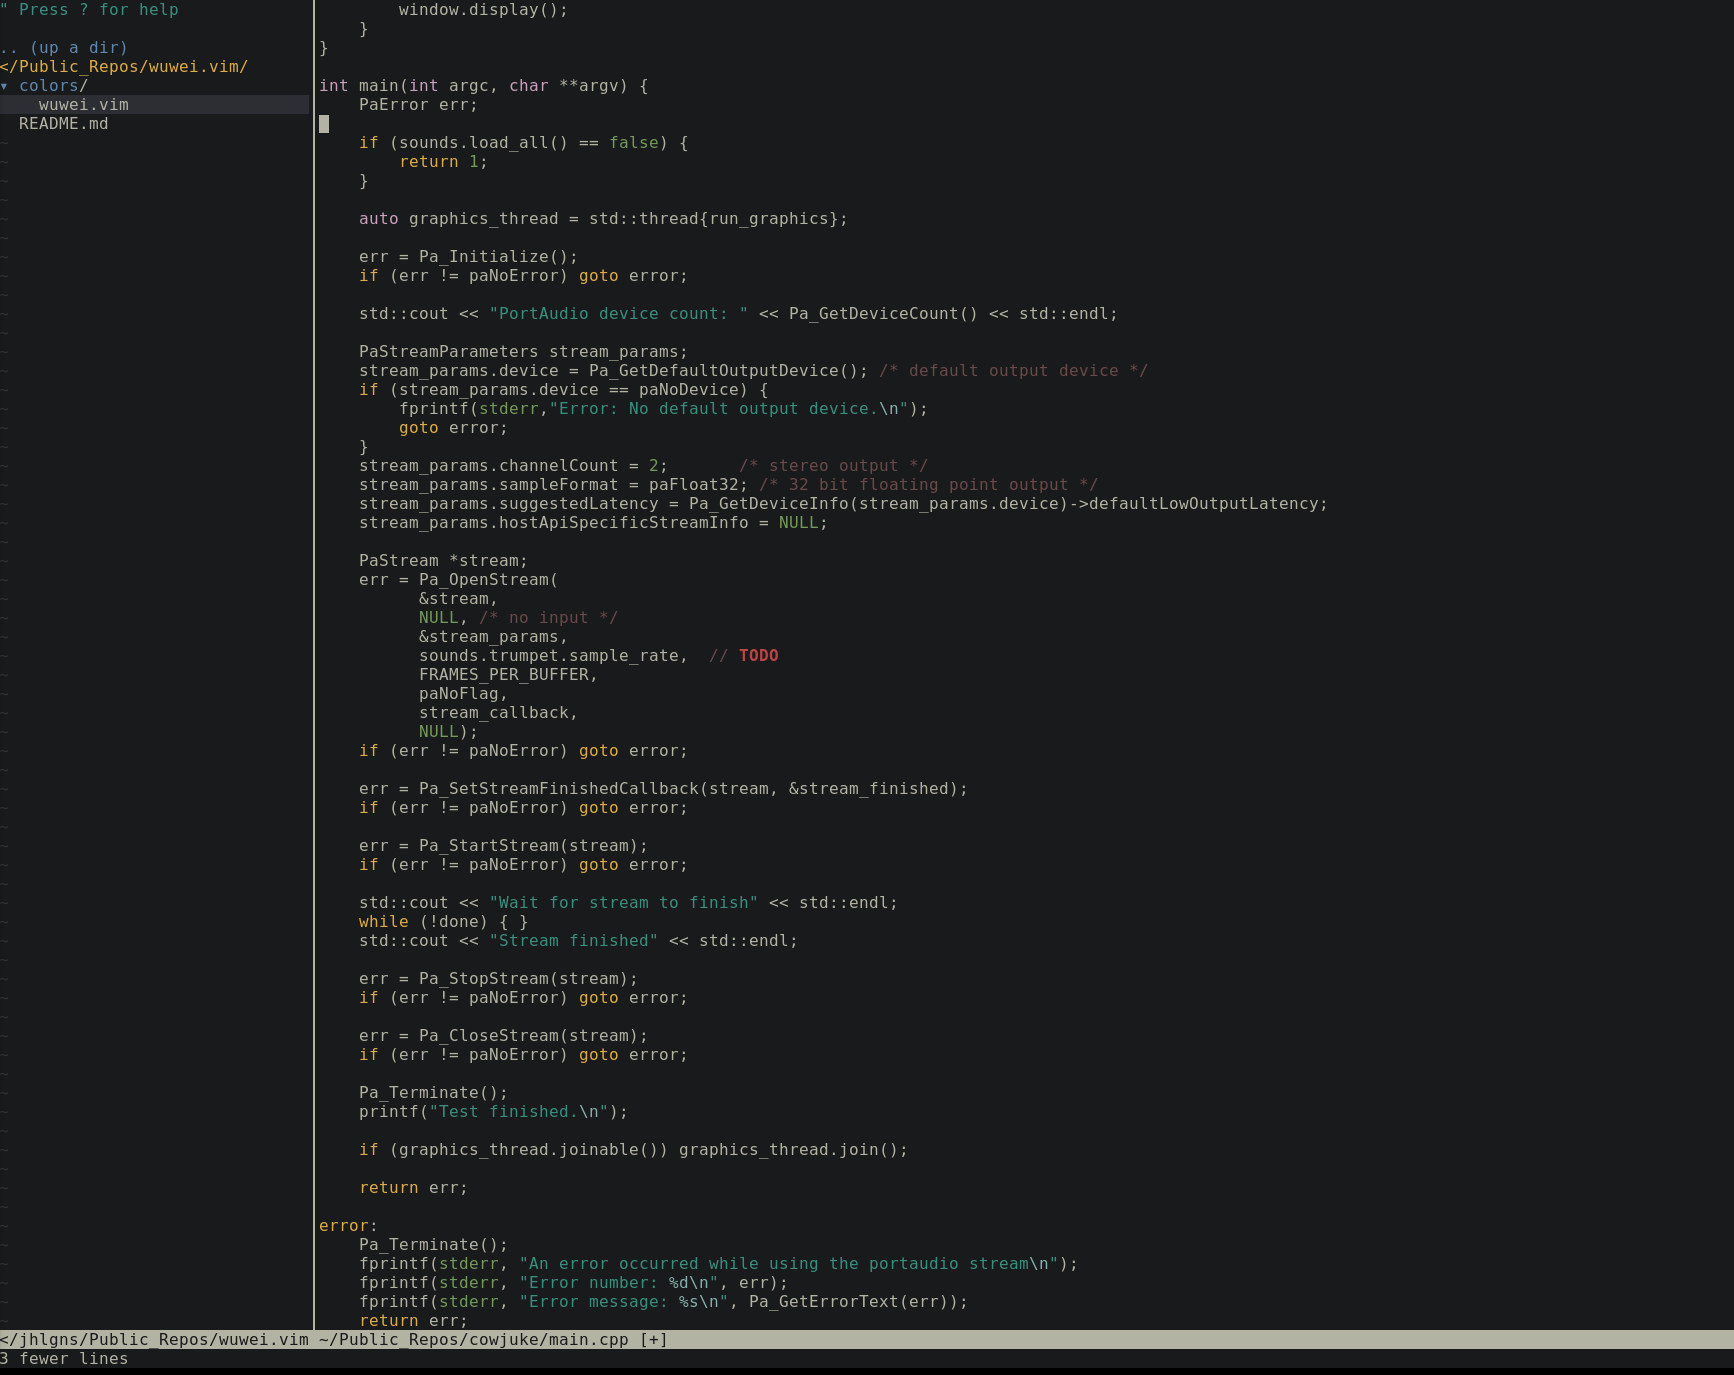 " Press ? for help

.. (up a dir)
</Public_Repos/wuwei.vim/
▾ colors/
    wuwei.vim
  README.md
        window.display();
    }
}

int main(int argc, char **argv) {
    PaError err;

    if (sounds.load_all() == false) {
        return 1;
    }

    auto graphics_thread = std::thread{run_graphics};

    err = Pa_Initialize();
    if (err != paNoError) goto error;

    std::cout << "PortAudio device count: " << Pa_GetDeviceCount() << std::endl;

    PaStreamParameters stream_params;
    stream_params.device = Pa_GetDefaultOutputDevice(); /* default output device */
    if (stream_params.device == paNoDevice) {
        fprintf(stderr,"Error: No default output device.\n");
        goto error;
    }
    stream_params.channelCount = 2;       /* stereo output */
    stream_params.sampleFormat = paFloat32; /* 32 bit floating point output */
    stream_params.suggestedLatency = Pa_GetDeviceInfo(stream_params.device)->defaultLowOutputLatency;
    stream_params.hostApiSpecificStreamInfo = NULL;

    PaStream *stream;
    err = Pa_OpenStream(
          &stream,
          NULL, /* no input */
          &stream_params,
          sounds.trumpet.sample_rate,  // TODO
          FRAMES_PER_BUFFER,
          paNoFlag,
          stream_callback,
          NULL);
    if (err != paNoError) goto error;

    err = Pa_SetStreamFinishedCallback(stream, &stream_finished);
    if (err != paNoError) goto error;

    err = Pa_StartStream(stream);
    if (err != paNoError) goto error;

    std::cout << "Wait for stream to finish" << std::endl;
    while (!done) { }
    std::cout << "Stream finished" << std::endl;

    err = Pa_StopStream(stream);
    if (err != paNoError) goto error;

    err = Pa_CloseStream(stream);
    if (err != paNoError) goto error;

    Pa_Terminate();
    printf("Test finished.\n");

    if (graphics_thread.joinable()) graphics_thread.join();

    return err;

error:
    Pa_Terminate();
    fprintf(stderr, "An error occurred while using the portaudio stream\n");
    fprintf(stderr, "Error number: %d\n", err);
    fprintf(stderr, "Error message: %s\n", Pa_GetErrorText(err));
    return err;
</jhlgns/Public_Repos/wuwei.vim ~/Public_Repos/cowjuke/main.cpp [+]
3 fewer lines